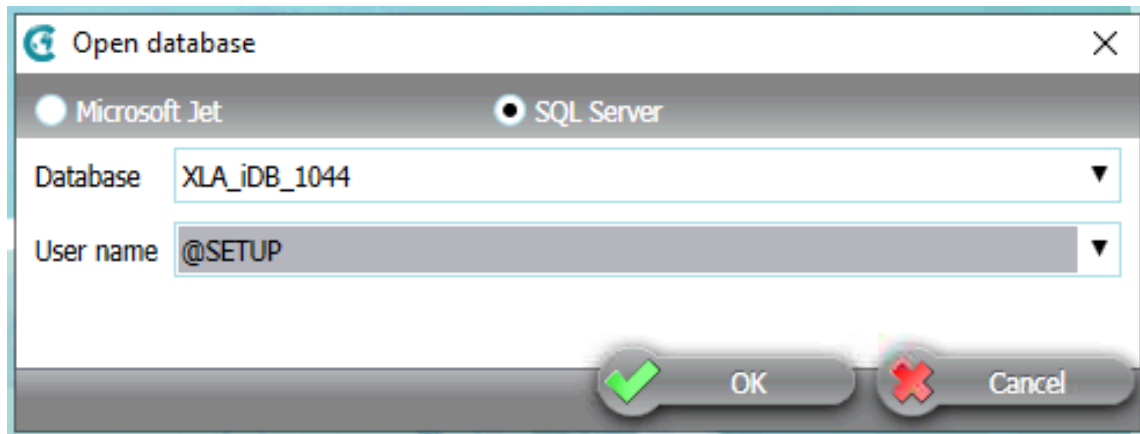 Open database
Microsoft Jet SQL Server
Database XLA_iDB_1044
User name @SETUP
OK Cancel